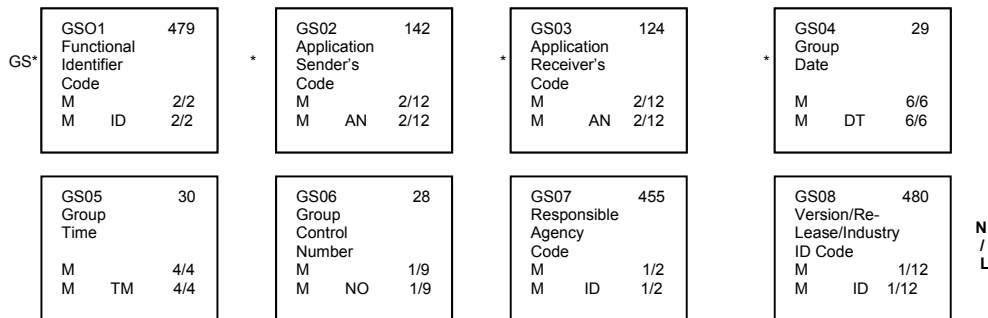 GSO1 479
Functional
Identifier
Code
M 2/2
M ID 2/2
GS*
*
GS02 142
Application
Sender's
Code
M 2/12
M AN 2/12
*
GS03 124
Application
Receiver's
Code
M 2/12
M AN 2/12
*
GS04 29
Group
Date
M 6/6
M DT 6/6
GS05 30
Group
Time
M 4/4
M TM 4/4
GS06 28
Group
Control
Number
M 1/9
M NO 1/9
GS07 455
Responsible
Agency
Code
M 1/2
M ID 1/2
GS08 480
Version/Re-
Lease/Industry
ID Code
M 1/12
M ID 1/12
N
/
L